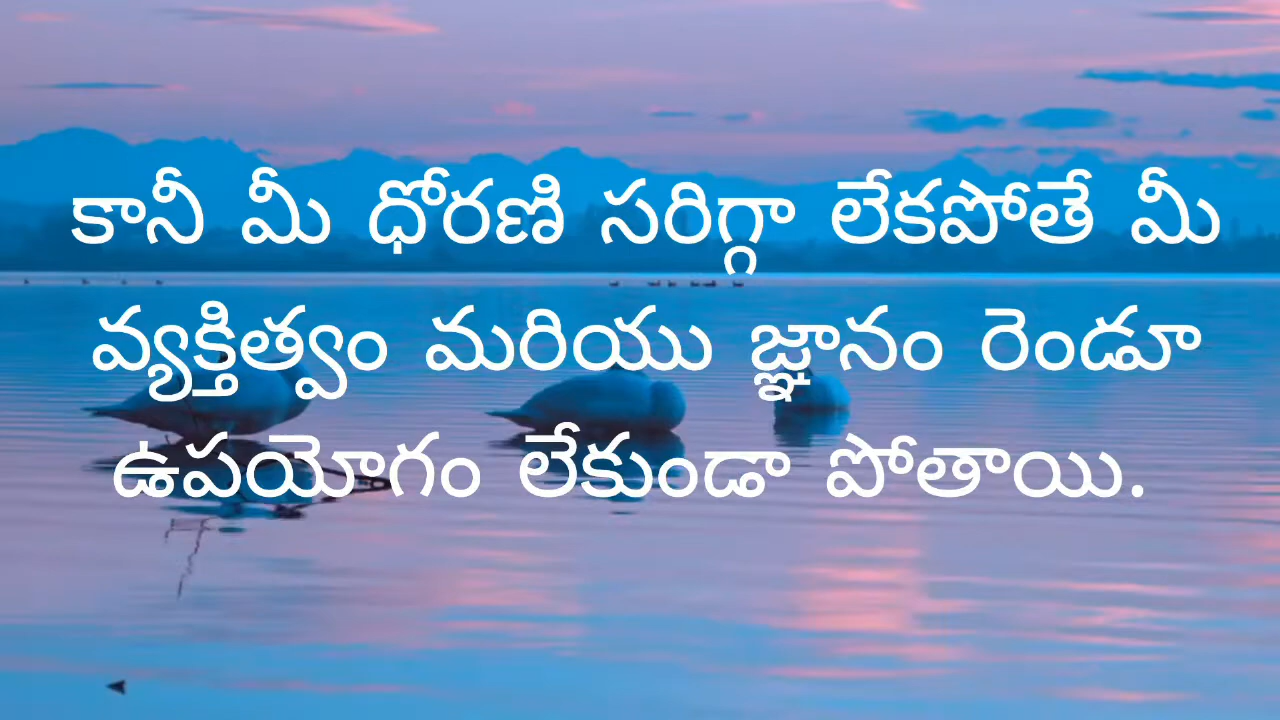 కానీ మీ ధోరణి సరిగ్గా లేకపోతే మీ
వ్యక్తిత్వం మరియు జ్ఞానం రెండూ
ఉపయోగం లేకుండా పోతాయి.